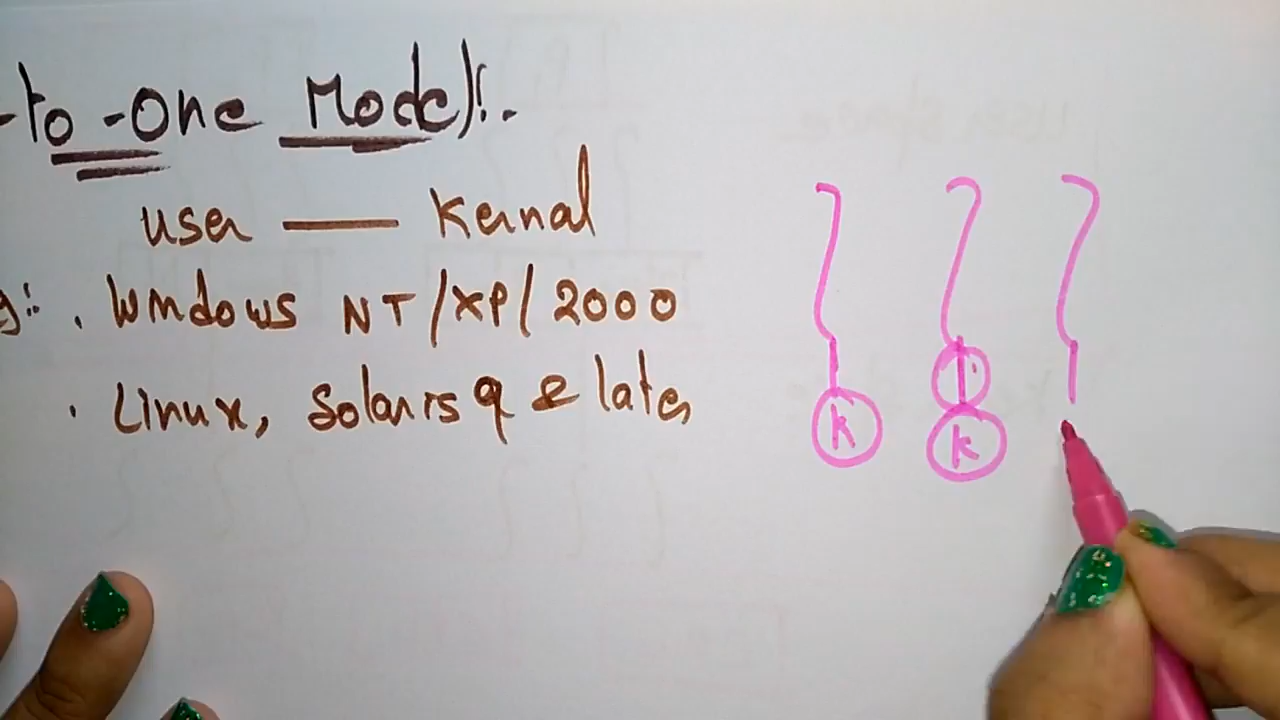 -to-One Model:-
user — Kernal
g:. Windows NT/XP/2000
. Linux, Solaris 9 & later
K K